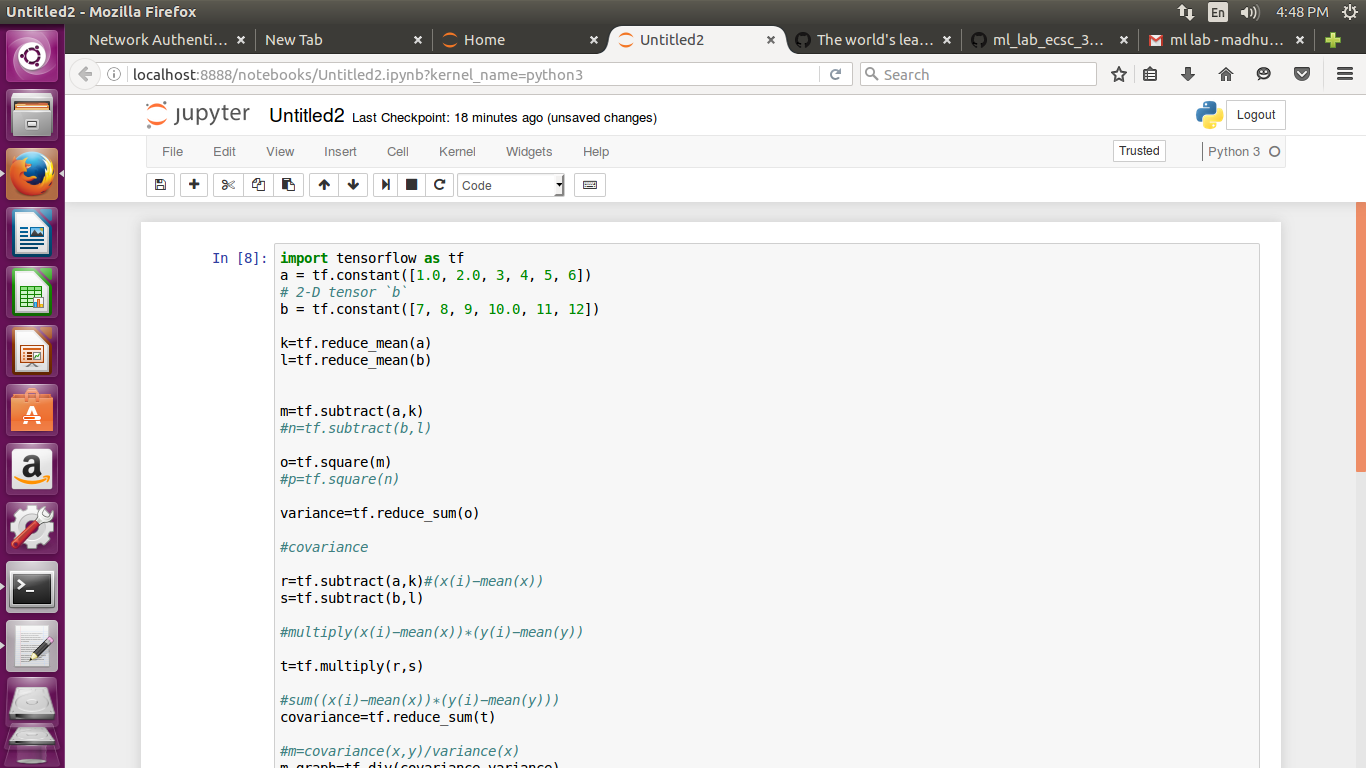 Untitled2 - Mozilla Firefox
En
4:48 PM
Network Authenti...
New Tab
Home
Untitled2
The world's lea...
ml_lab_ecsc_3...
ml lab - madhu...
localhost:8888/notebooks/Untitled2.ipynb?kernel_name=python3
Search
jupyter
Untitled2 Last Checkpoint: 18 minutes ago (unsaved changes)
Logout
File Edit View Insert Cell Kernel Widgets Help
Trusted
Python 3
Code
In [8]:
import tensorflow as tf
a = tf.constant([1.0, 2.0, 3, 4, 5, 6])
# 2-D tensor `b`
b = tf.constant([7, 8, 9, 10.0, 11, 12])
k=tf.reduce_mean(a)
l=tf.reduce_mean(b)
m=tf.subtract(a,k)
#n=tf.subtract(b,l)
o=tf.square(m)
#p=tf.square(n)
variance=tf.reduce_sum(o)
#covariance
r=tf.subtract(a,k)#(x(i)−mean(x))
s=tf.subtract(b,l)
#multiply(x(i)−mean(x))∗(y(i)−mean(y))
t=tf.multiply(r,s)
#sum((x(i)−mean(x))∗(y(i)−mean(y)))
covariance=tf.reduce_sum(t)
#m=covariance(x,y)/variance(x)
m_graph=tf.div(covariance,variance)